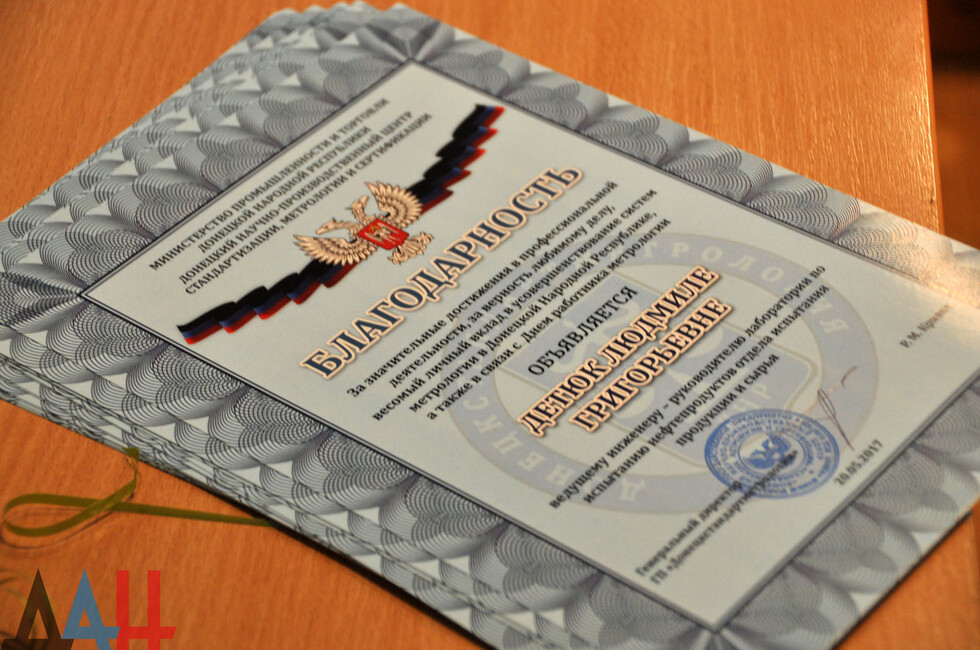 МИНИСТЕРСТВО ПРОМЫШЛЕННОСТИ И ТОРГОВЛИ
ДОНЕЦКОЙ НАРОДНОЙ РЕСПУБЛИКИ
ДОНЕЦКИЙ НАУЧНО-ПРОИЗВОДСТВЕННЫЙ ЦЕНТР
СТАНДАРТИЗАЦИИ, МЕТРОЛОГИИ И СЕРТИФИКАЦИИ
БЛАГОДАРНОСТЬ
За значительные достижения в профессиональной
деятельности, за верность любимому делу,
весомый личный вклад в усовершенствование систем
метрологии в Донецкой Народной Республике,
а также в связи с Днем работника метрологии
ОБЪЯВЛЯЕТСЯ
ДЕТЮК ЛЮДМИЛЕ
ГРИГОРЬЕВНЕ
ведущему инженеру – руководителю лаборатории по
испытанию нефтепродуктов отдела испытания
продукции и сырья
Генеральный директор
ГП «Донецкстандартметрология»
Р.М.
20.05.2017
ДАН